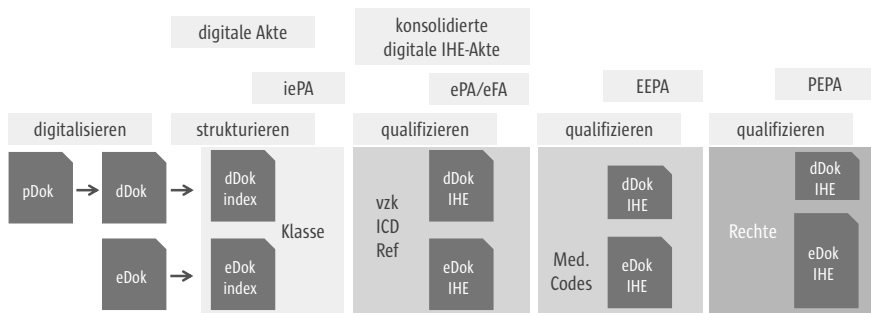 digitale Akte
konsolidierte
digitale IHE-Akte
iePA
ePA/eFA
EEPA
PEPA
digitalisieren
strukturieren
qualifizieren
qualifizieren
qualifizieren
pDok
dDok
dDok
index
Klasse
vzk
ICD
Ref
dDok
IHE
dDok
IHE
Rechte
dDok
IHE
eDok
eDok
index
eDok
IHE
Med.
Codes
eDok
IHE
eDok
IHE